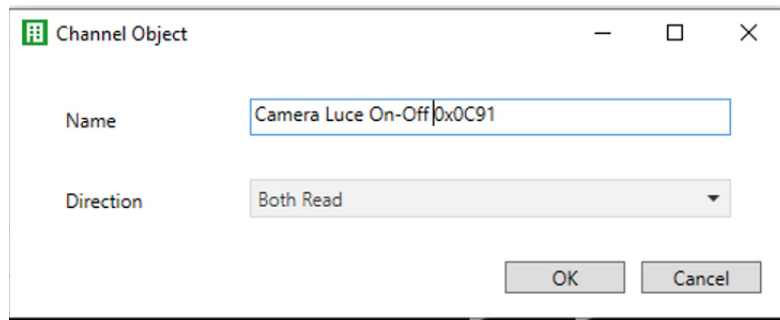 Channel Object
Name
Camera Luce On-Off 0x0C91
Direction
Both Read
OK
Cancel